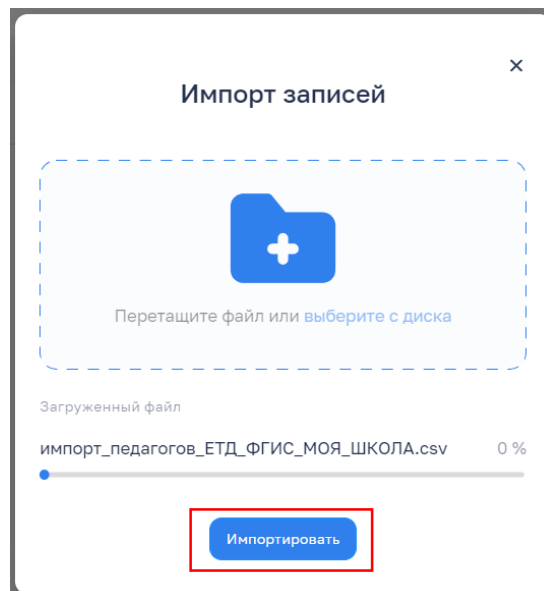 Импорт записей
Перетащите файл или выберите с диска
Загруженный файл
импорт_педагогов_ЕТД_ФГИС_МОЯ_ШКОЛА.csv 0 %
Импортировать